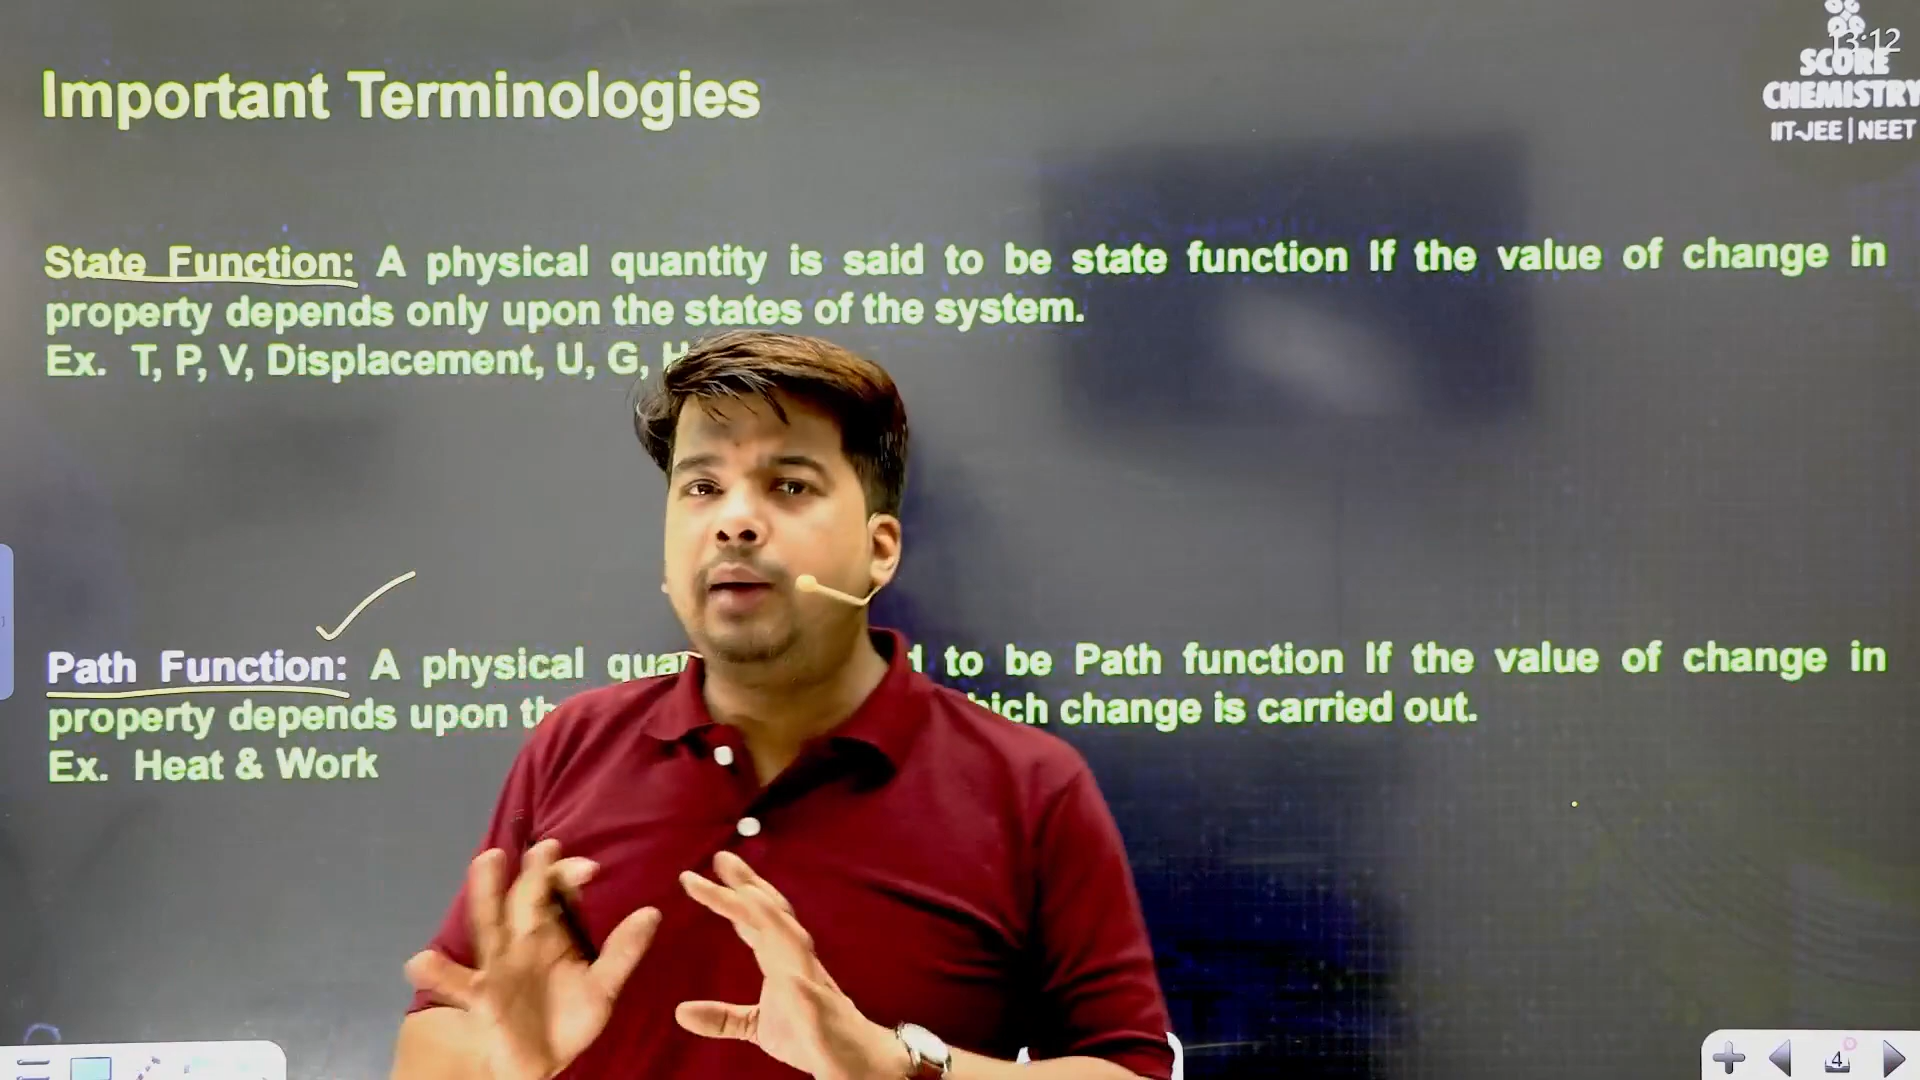 13:12
SCORE
CHEMISTRY
IIT-JEE | NEET
Important Terminologies
State Function: A physical quantity is said to be state function If the value of change in
property depends only upon the states of the system.
Ex. T, P, V, Displacement, U, G,
Path Function: A physical to be Path function If the value of change in
property depends upon change is carried out.
Ex. Heat & Work
4